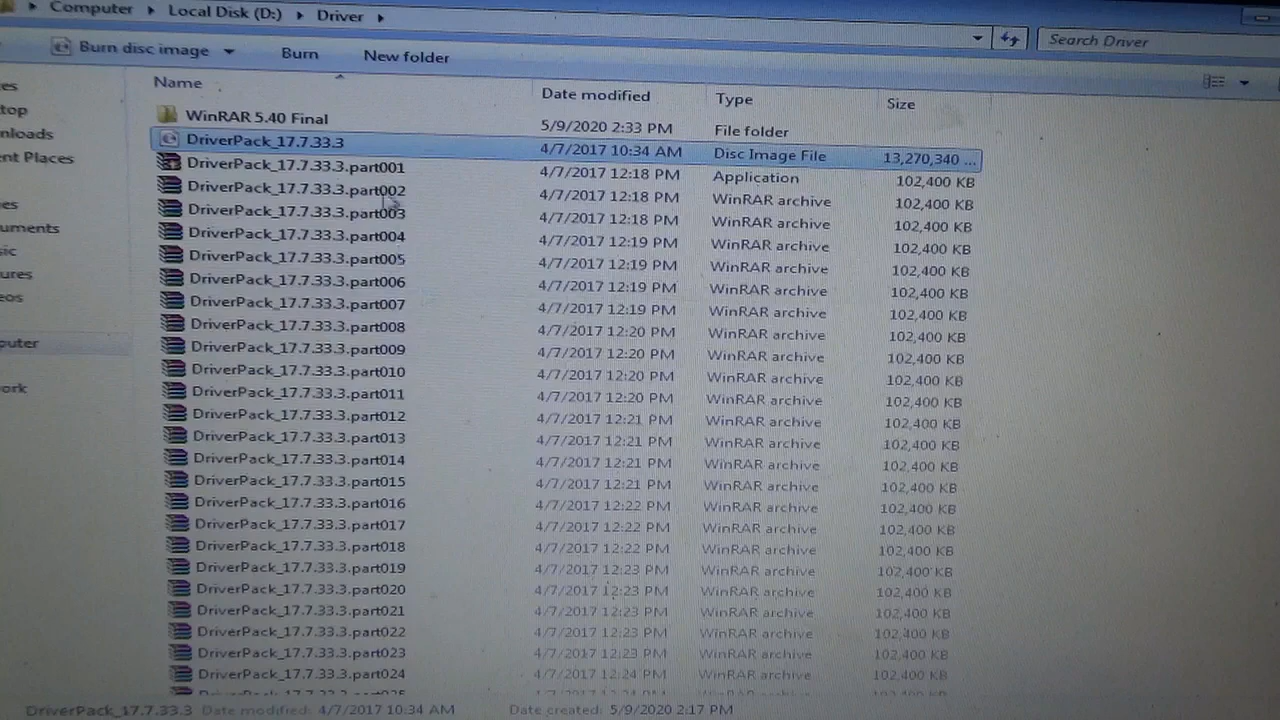 Computer ▸ Local Disk (D:) ▸ Driver ▸
Search Driver
Burn disc image Burn New folder
Name Date modified Type Size
WinRAR 5.40 Final 5/9/2020 2:33 PM File folder
DriverPack_17.7.33.3 4/7/2017 10:34 AM Disc Image File 13,270,340 ...
DriverPack_17.7.33.3.part001 4/7/2017 12:18 PM Application 102,400 KB
DriverPack_17.7.33.3.part002 4/7/2017 12:18 PM WinRAR archive 102,400 KB
DriverPack_17.7.33.3.part003 4/7/2017 12:18 PM WinRAR archive 102,400 KB
DriverPack_17.7.33.3.part004 4/7/2017 12:19 PM WinRAR archive 102,400 KB
DriverPack_17.7.33.3.part005 4/7/2017 12:19 PM WinRAR archive 102,400 KB
DriverPack_17.7.33.3.part006 4/7/2017 12:19 PM WinRAR archive 102,400 KB
DriverPack_17.7.33.3.part007 4/7/2017 12:19 PM WinRAR archive 102,400 KB
DriverPack_17.7.33.3.part008 4/7/2017 12:20 PM WinRAR archive 102,400 KB
DriverPack_17.7.33.3.part009 4/7/2017 12:20 PM WinRAR archive 102,400 KB
DriverPack_17.7.33.3.part010 4/7/2017 12:20 PM WinRAR archive 102,400 KB
DriverPack_17.7.33.3.part011 4/7/2017 12:20 PM WinRAR archive 102,400 KB
DriverPack_17.7.33.3.part012 4/7/2017 12:21 PM WinRAR archive 102,400 KB
DriverPack_17.7.33.3.part013 4/7/2017 12:21 PM WinRAR archive 102,400 KB
DriverPack_17.7.33.3.part014 4/7/2017 12:21 PM WinRAR archive 102,400 KB
DriverPack_17.7.33.3.part015 4/7/2017 12:21 PM WinRAR archive 102,400 KB
DriverPack_17.7.33.3.part016 4/7/2017 12:22 PM WinRAR archive 102,400 KB
DriverPack_17.7.33.3.part017 4/7/2017 12:22 PM WinRAR archive 102,400 KB
DriverPack_17.7.33.3.part018 4/7/2017 12:22 PM WinRAR archive 102,400 KB
DriverPack_17.7.33.3.part019 4/7/2017 12:23 PM WinRAR archive 102,400 KB
DriverPack_17.7.33.3.part020 4/7/2017 12:23 PM WinRAR archive 102,400 KB
DriverPack_17.7.33.3.part021 4/7/2017 12:23 PM WinRAR archive 102,400 KB
DriverPack_17.7.33.3.part022 4/7/2017 12:23 PM WinRAR archive 102,400 KB
DriverPack_17.7.33.3.part023 4/7/2017 12:23 PM WinRAR archive 102,400 KB
DriverPack_17.7.33.3.part024 4/7/2017 12:24 PM WinRAR archive 102,400 KB
es
top
nloads
ent Places
es
uments
sic
ures
eos
puter
ork
DriverPack_17.7.33.3 Date modified: 4/7/2017 10:34 AM Date created: 5/9/2020 2:17 PM